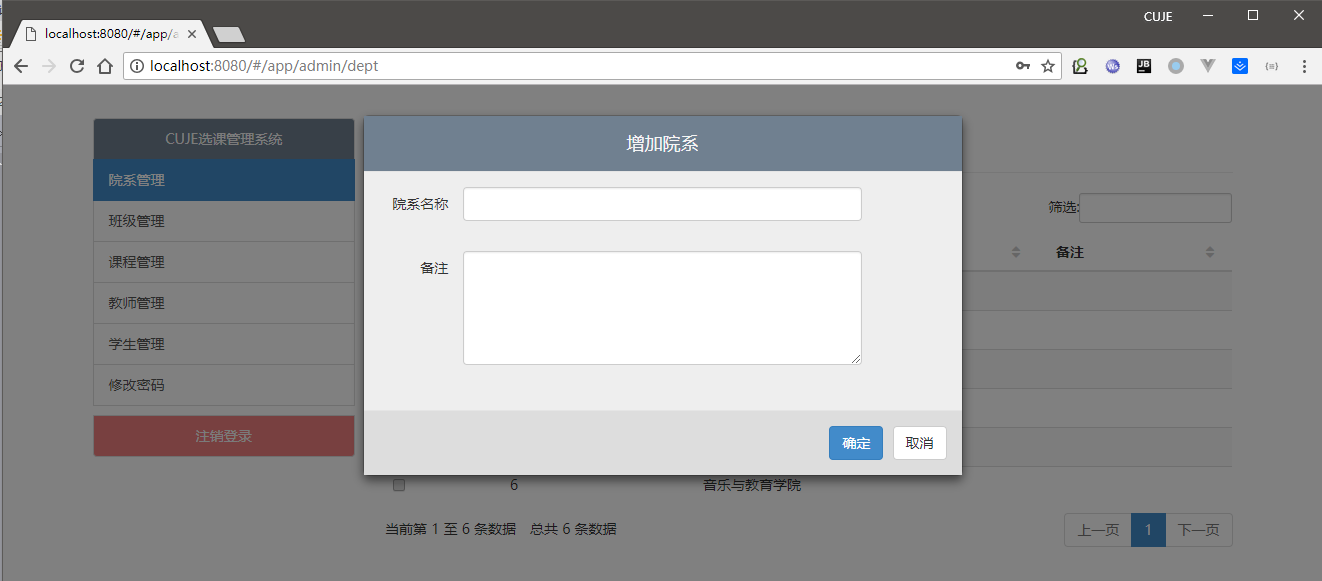 CUJE
localhost:8080/#/app/a
localhost:8080/#/app/admin/dept
CUJE选课管理系统
院系管理
班级管理
课程管理
教师管理
学生管理
修改密码
注销登录
增加院系
院系名称
备注
确定
取消
筛选:
备注
6
音乐与教育学院
当前第 1 至 6 条数据 总共 6 条数据
上一页
1
下一页